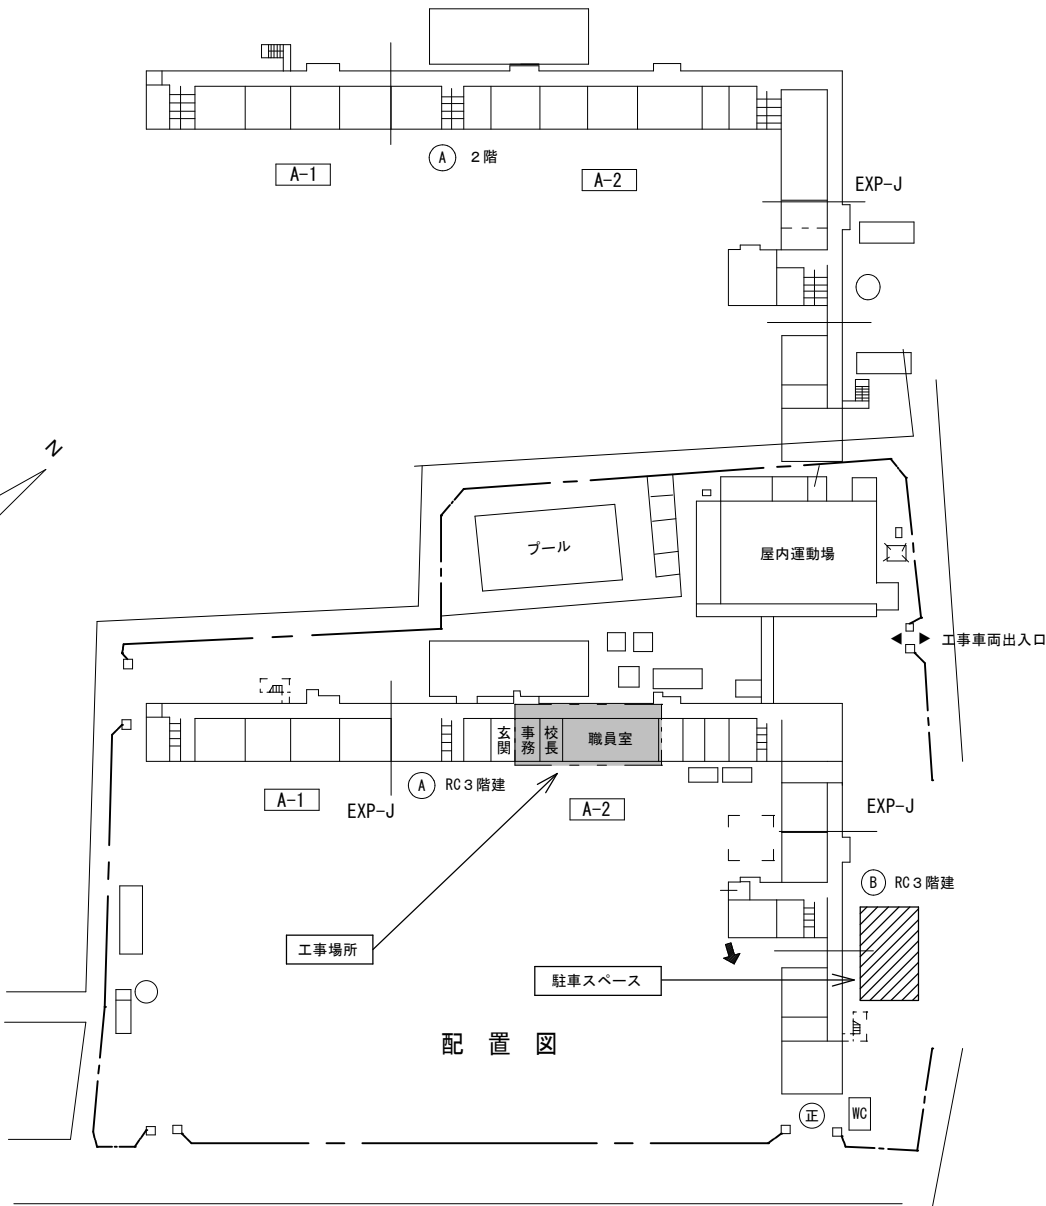 A 2階
A-1
A-2
EXP-J
N
プール
屋内運動場
工事車両出入口
玄関
事務
校長
職員室
A RC3階建
A-1
EXP-J
A-2
EXP-J
B RC3階建
工事場所
駐車スペース
配置図
正
WC